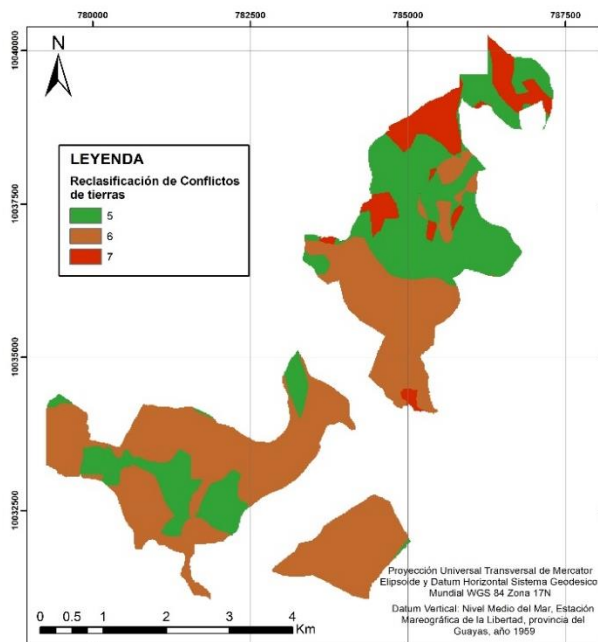 780000 782500 785000 787500
10040000
N
LEYENDA
Reclasificación de Conflictos
de tierras
5
6
7
10037500
10035000
10032500
Proyección Universal Transversal de Mercator
Elipsoide y Datum Horizontal Sistema Geodesico
Mundial WGS 84 Zona 17N
Datum Vertical: Nivel Medio del Mar, Estación
Mareográfica de la Libertad, provincia del
Guayas, año 1959
0 0.5 1 2 3 4
Km